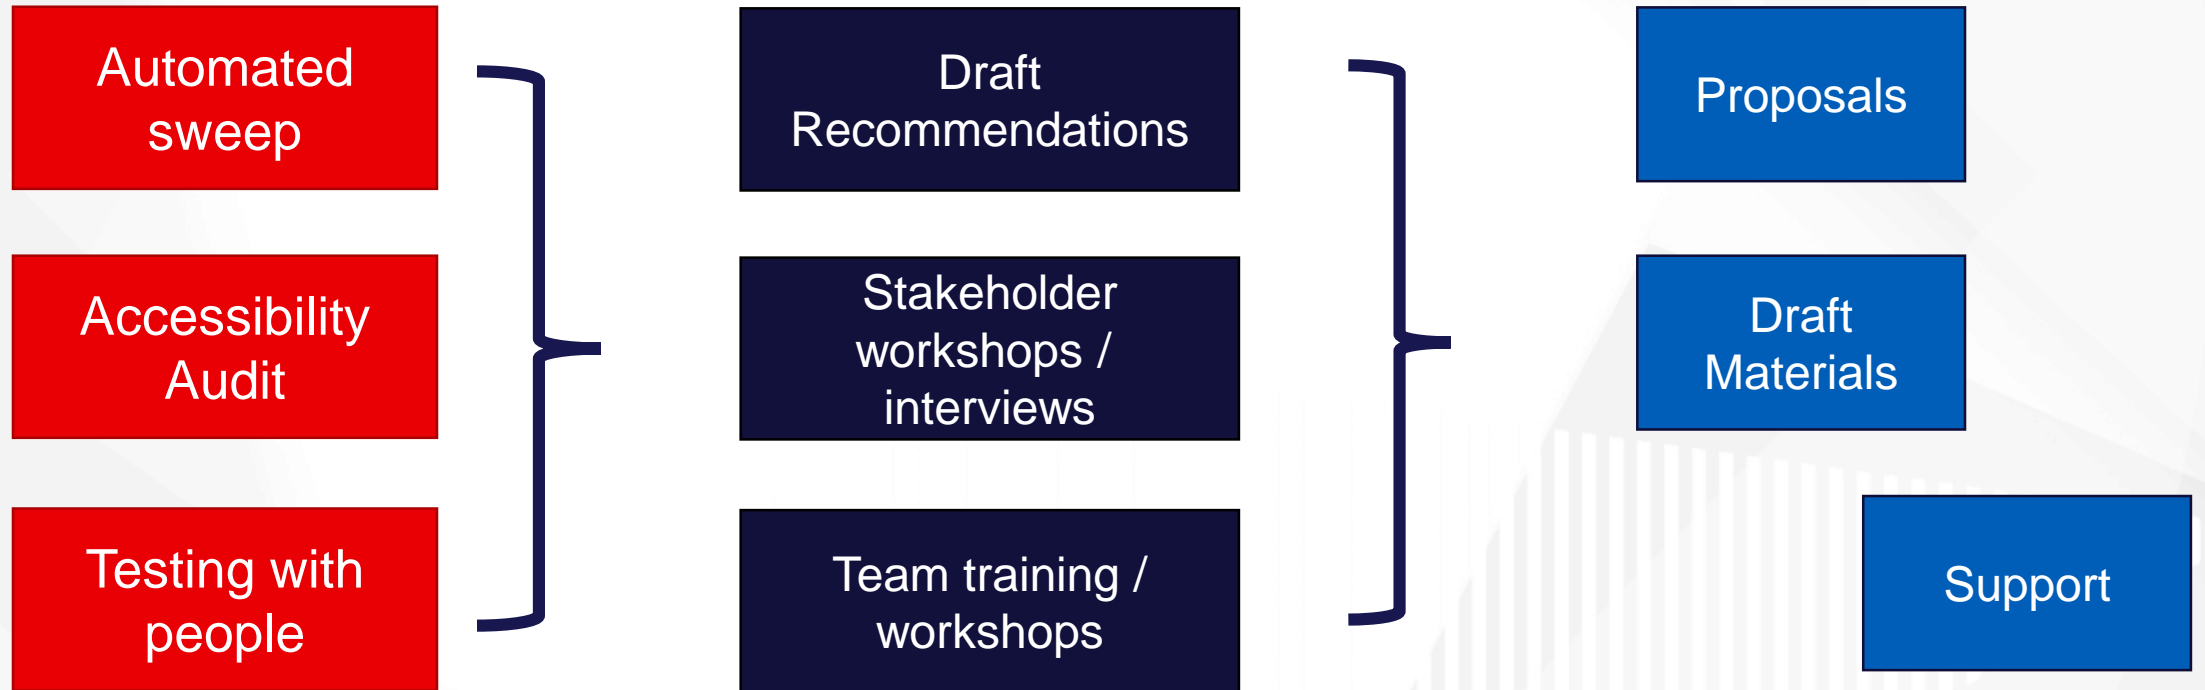 Automated
sweep
Accessibility
Audit
Testing with
people
Draft
Recommendations
Stakeholder
workshops /
interviews
Team training /
workshops
Proposals
Draft
Materials
Support